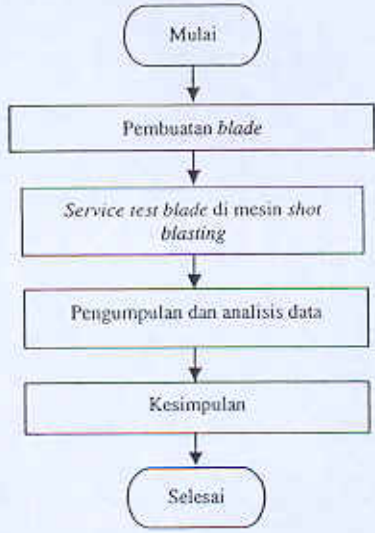 Mulai
Pembuatan blade
Service test blade di mesin shot
blasting
Pengumpulan dan analisis data
Kesimpulan
Selesai